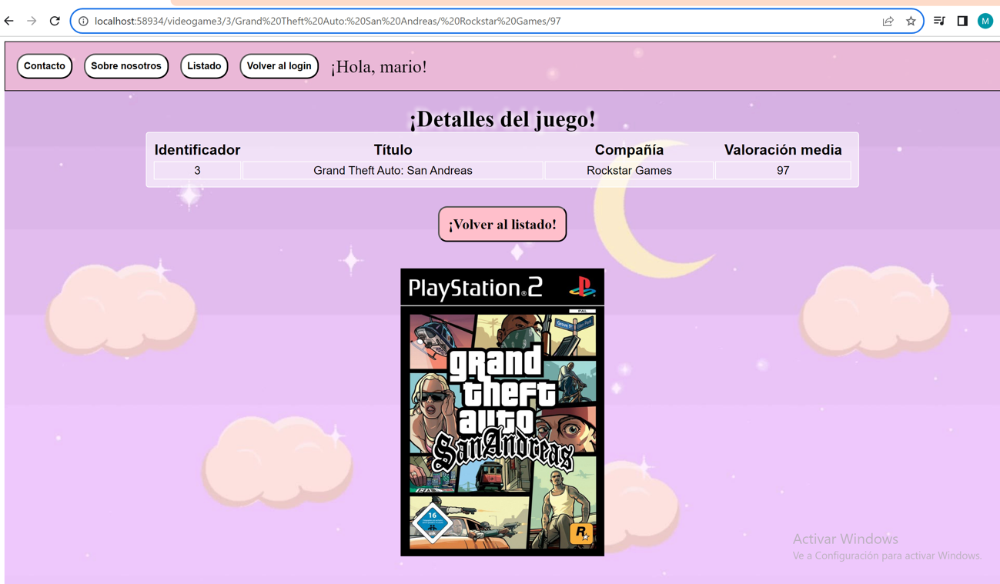 localhost:58934/videogame3/3/Grand%20Theft%20Auto:%20San%20Andreas/%20Rockstar%20Games/97
M
Contacto Sobre nosotros Listado Volver al login ¡Hola, mario!
¡Detalles del juego!
Identificador Título Compañía Valoración media
3 Grand Theft Auto: San Andreas Rockstar Games 97
¡Volver al listado!
PlayStation®2
PAL
grand
theft
auto
San Andreas
16
R
Activar Windows
Ve a Configuración para activar Windows.